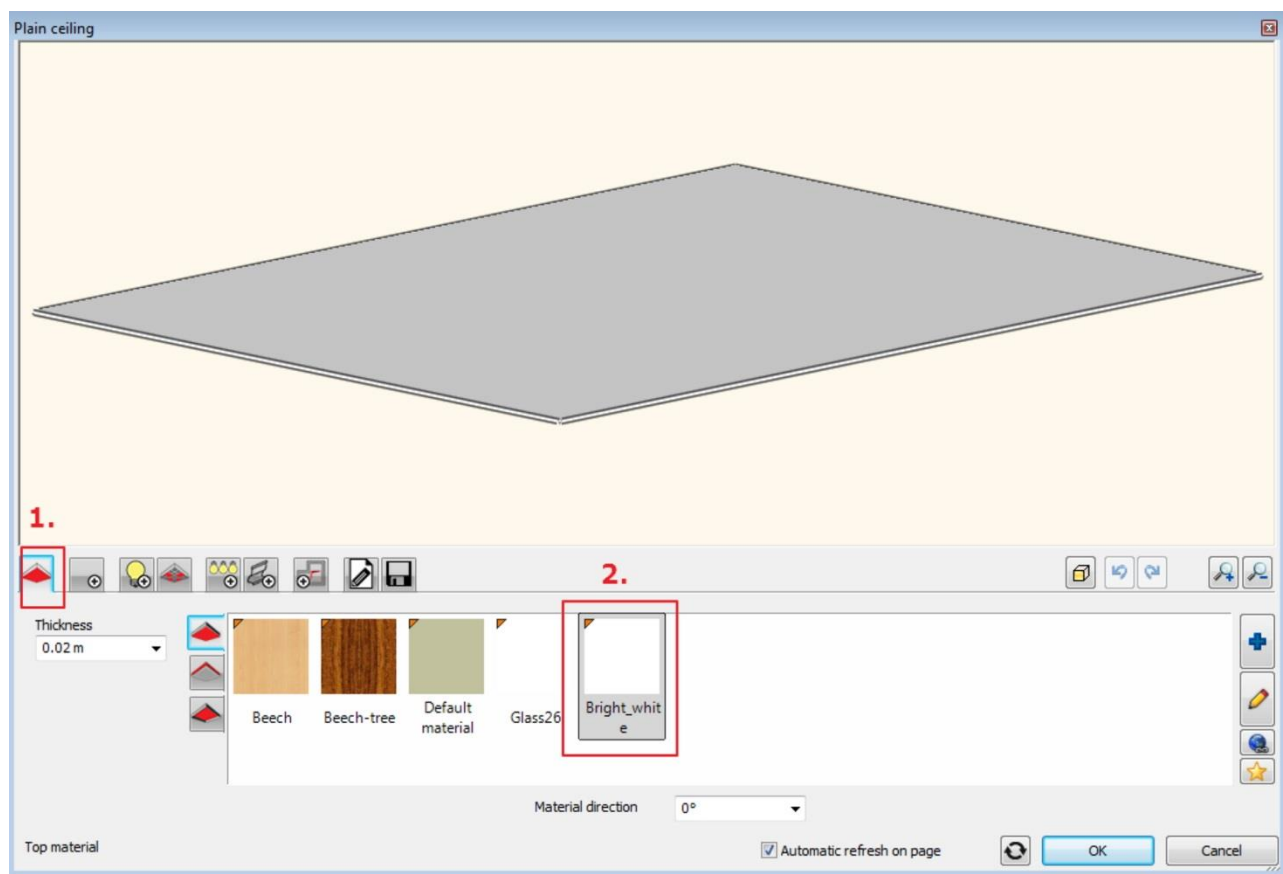 Plain ceiling
1.
2.
Thickness
0.02 m
Beech
Beech-tree
Default
material
Glass26
Bright_whit
e
Material direction
0°
Top material
Automatic refresh on page
OK
Cancel